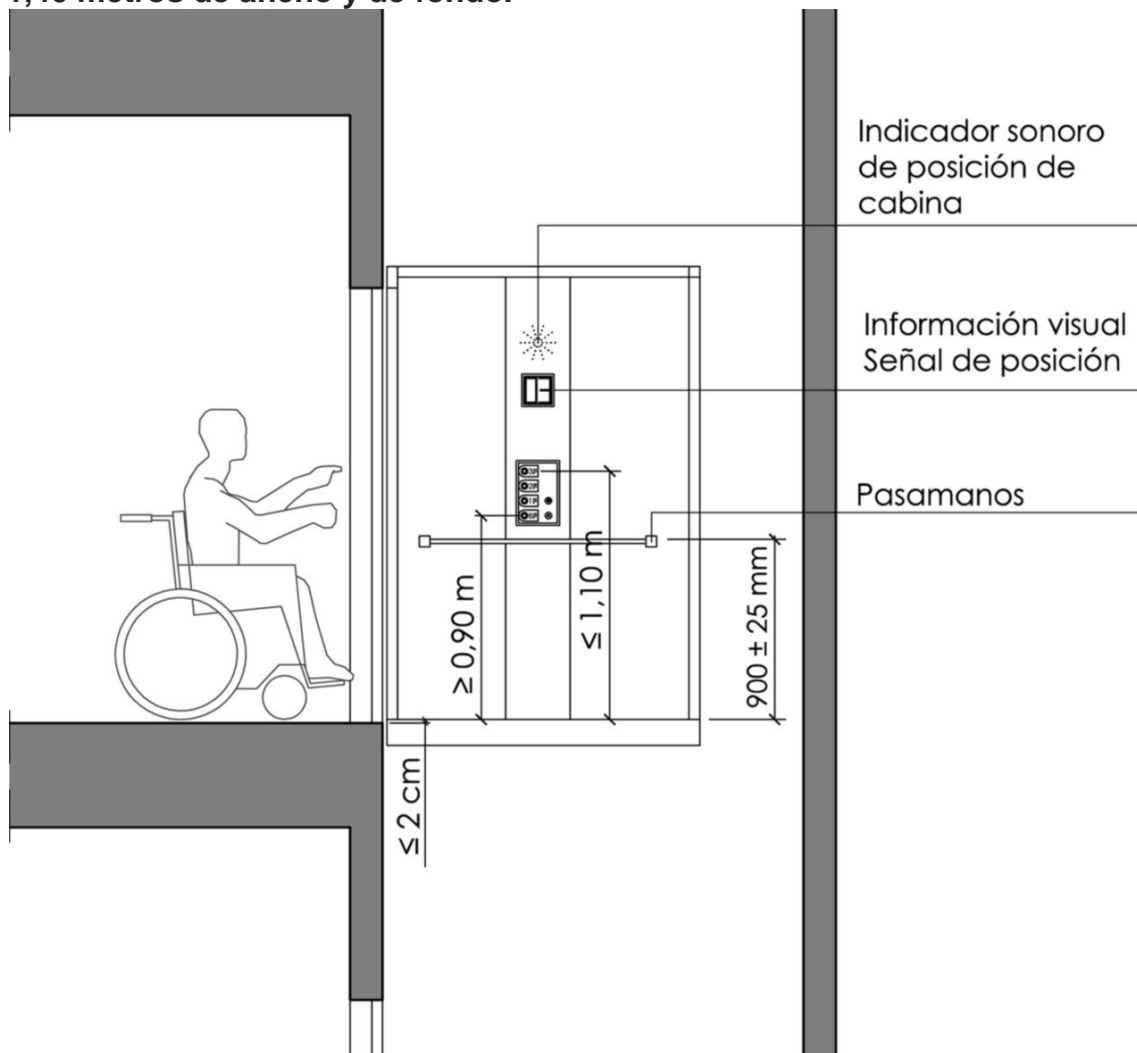 Indicador sonoro
de posición de
cabina
Información visual
Señal de posición
Pasamanos
≥ 0,90 m
≤ 1,10 m
900 ± 25 mm
≤ 2 cm